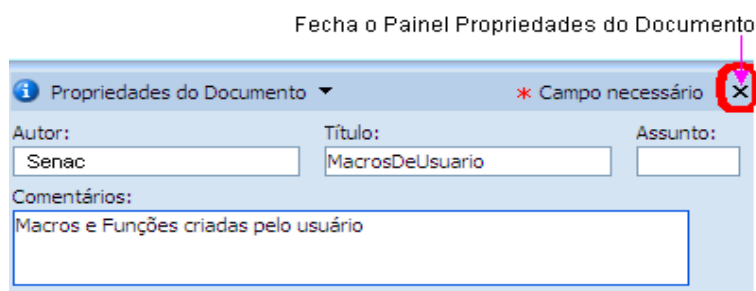 Fecha o Painel Propriedades do Documento
Propriedades do Documento * Campo necessário
Autor: Título: Assunto:
Senac MacrosDeUsuario
Comentários:
Macros e Funções criadas pelo usuário